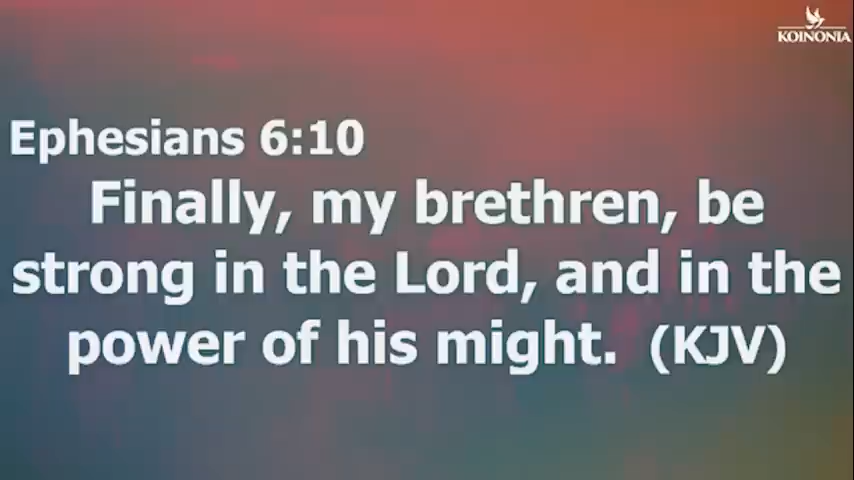 KOINONIA
Ephesians 6:10
Finally, my brethren, be
strong in the Lord, and in the
power of his might.  (KJV)